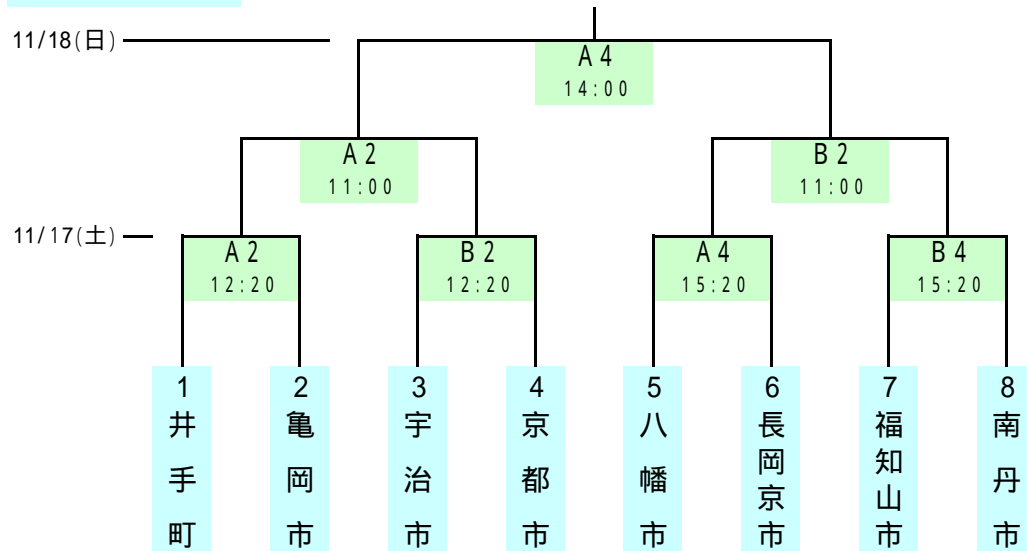 11/18(日)
A4
14:00
A2
11:00
B2
11:00
11/17(土)
A2
12:20
B2
12:20
A4
15:20
B4
15:20
1
井手町
2
亀岡市
3
宇治市
4
京都市
5
八幡市
6
長岡京市
7
福知山市
8
南丹市